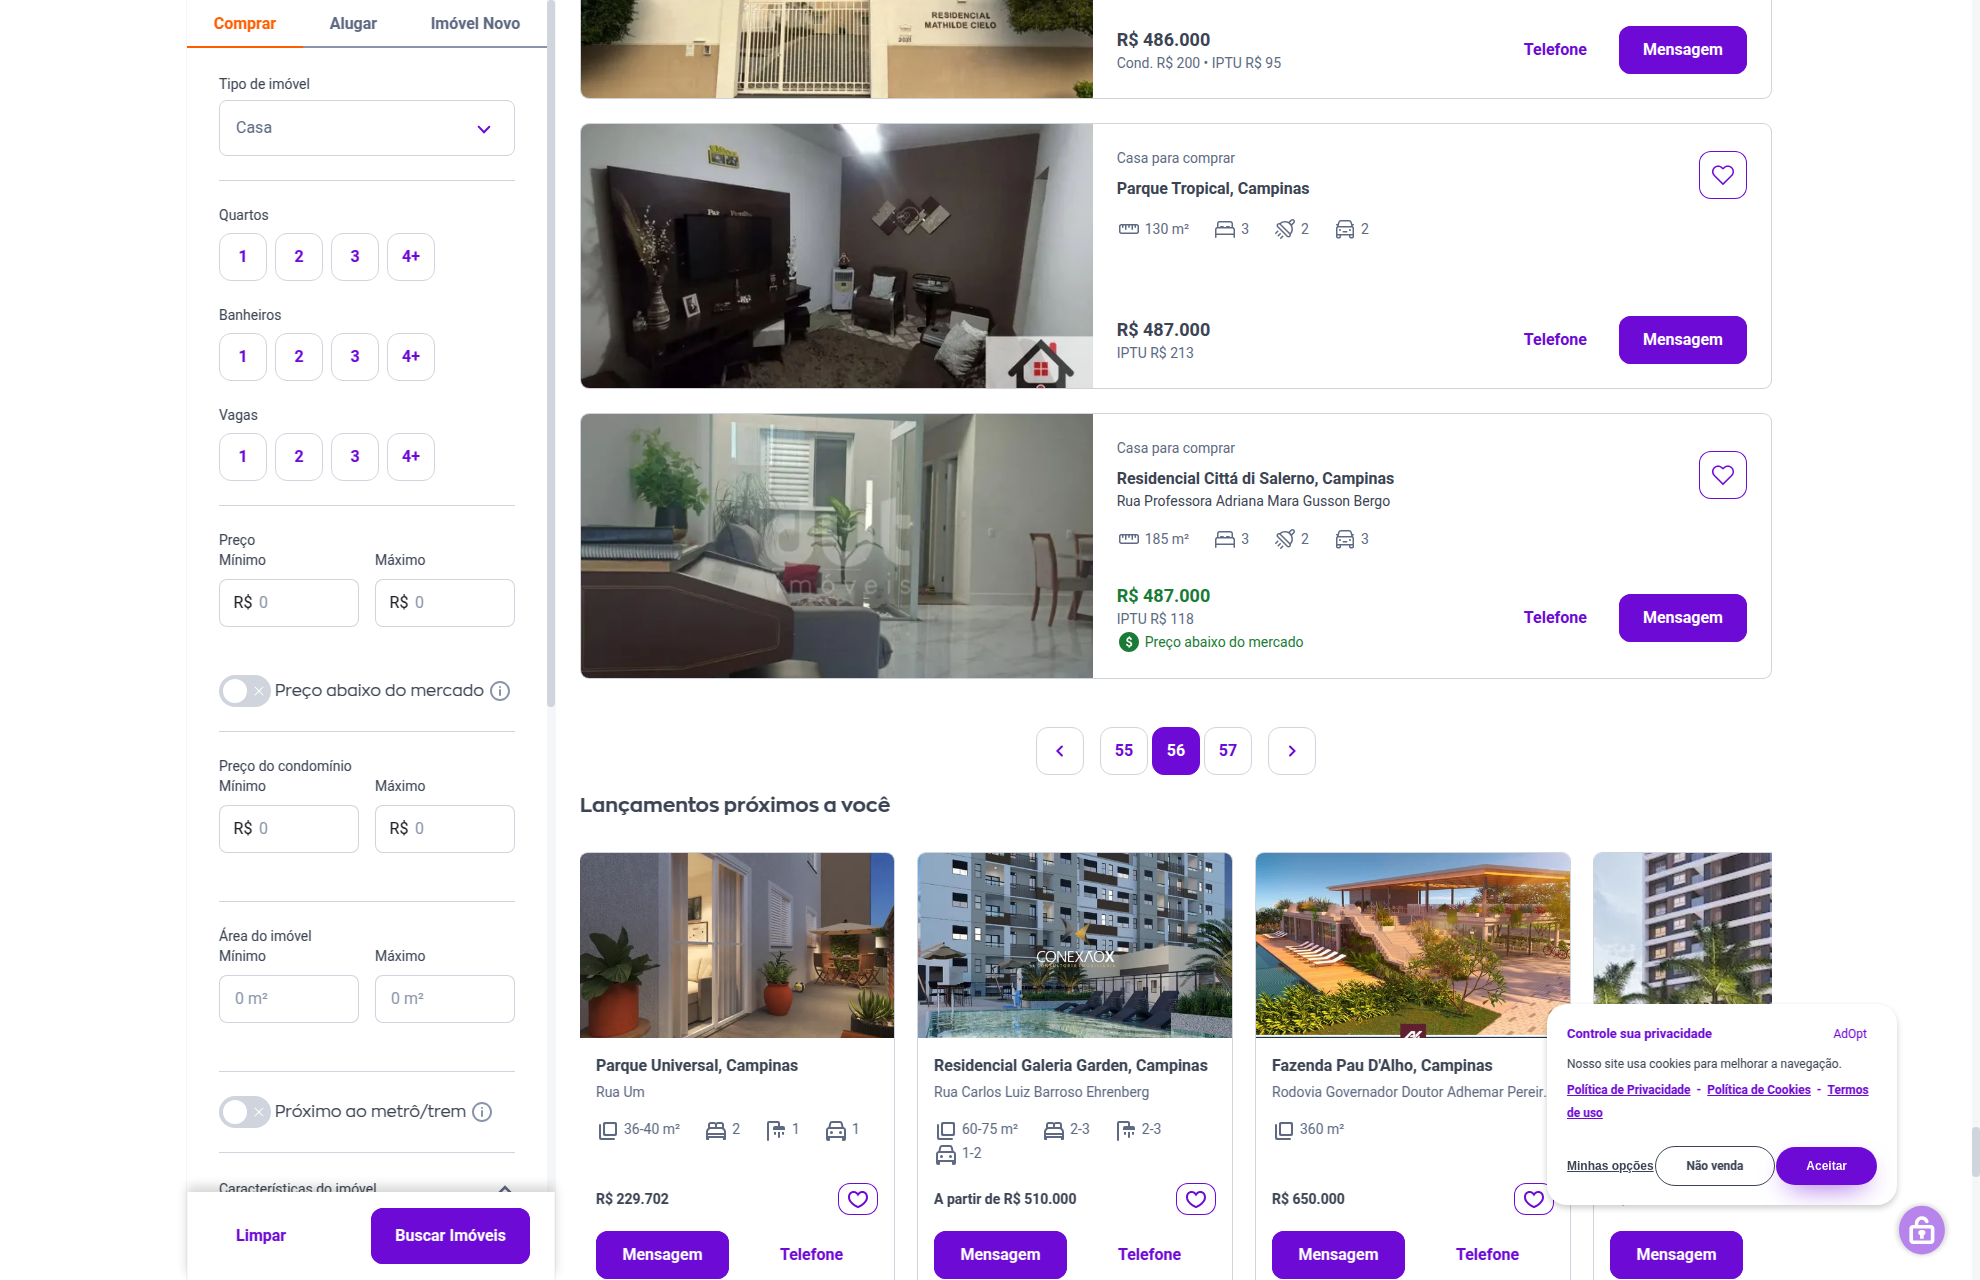 Comprar
Alugar
Imóvel Novo
Tipo de imóvel
Casa
Quartos
1
2
3
4+
Banheiros
1
2
3
4+
Vagas
1
2
3
4+
Preço
Mínimo
Máximo
R$ 0
R$ 0
Preço abaixo do mercado
Preço do condomínio
Mínimo
Máximo
R$ 0
R$ 0
Área do imóvel
Mínimo
Máximo
0 m²
0 m²
Próximo ao metrô/trem
Características do imóvel
Limpar
Buscar Imóveis
RESIDENCIAL
MATHILDE CIELO
R$ 486.000
Cond. R$ 200 • IPTU R$ 95
Telefone
Mensagem
Casa para comprar
Parque Tropical, Campinas
130 m²
3
2
2
R$ 487.000
IPTU R$ 213
Telefone
Mensagem
dot
imóveis
Casa para comprar
Residencial Cittá di Salerno, Campinas
Rua Professora Adriana Mara Gusson Bergo
185 m²
3
2
3
R$ 487.000
IPTU R$ 118
Preço abaixo do mercado
Telefone
Mensagem
55
56
57
Lançamentos próximos a você
Parque Universal, Campinas
Rua Um
36-40 m²
2
1
1
R$ 229.702
Mensagem
Telefone
CONEXAOX
Residencial Galeria Garden, Campinas
Rua Carlos Luiz Barroso Ehrenberg
60-75 m²
2-3
2-3
1-2
A partir de R$ 510.000
Mensagem
Telefone
Fazenda Pau D'Alho, Campinas
Rodovia Governador Doutor Adhemar Pereir...
360 m²
R$ 650.000
Mensagem
Telefone
Mensagem
Controle sua privacidade
AdOpt
Nosso site usa cookies para melhorar a navegação.
Política de Privacidade - Política de Cookies - Termos
de uso
Minhas opções
Não venda
Aceitar